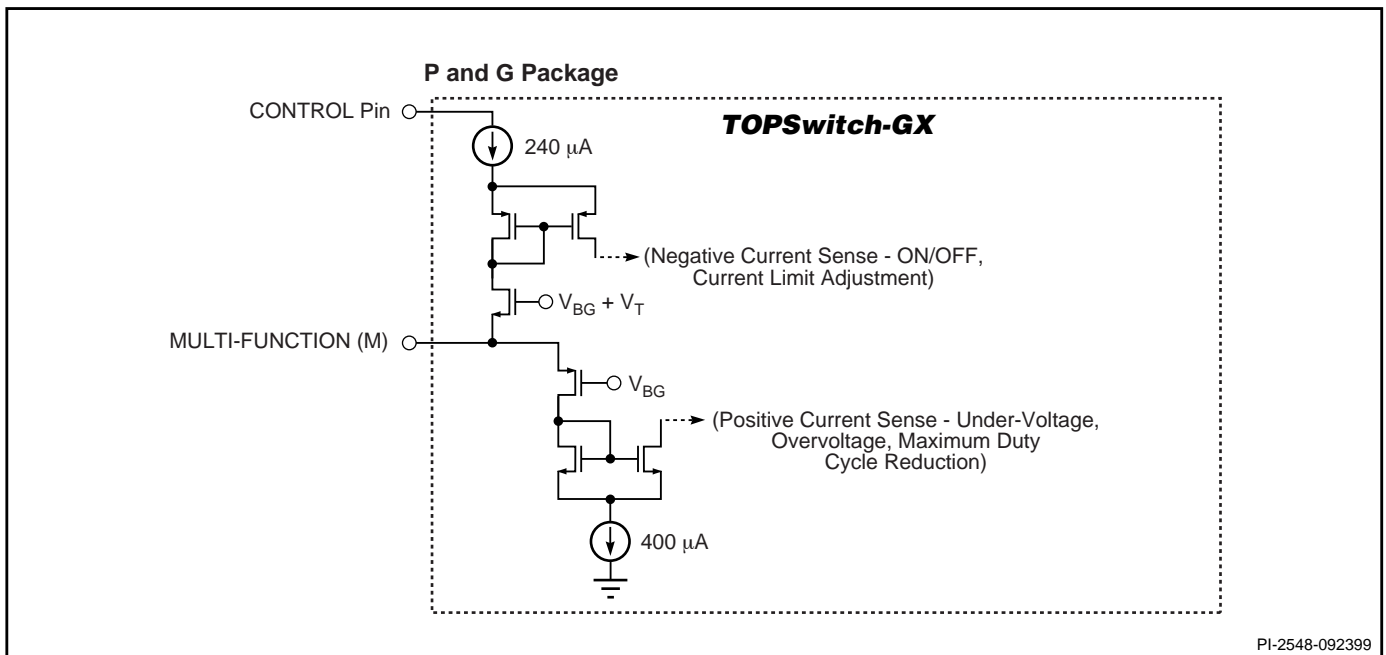 P and G Package
CONTROL Pin
TOPSwitch-GX
240 μA
(Negative Current Sense - ON/OFF,
Current Limit Adjustment)
V_BG + V_T
MULTI-FUNCTION (M)
V_BG
(Positive Current Sense - Under-Voltage,
Overvoltage, Maximum Duty
Cycle Reduction)
400 μA
PI-2548-092399